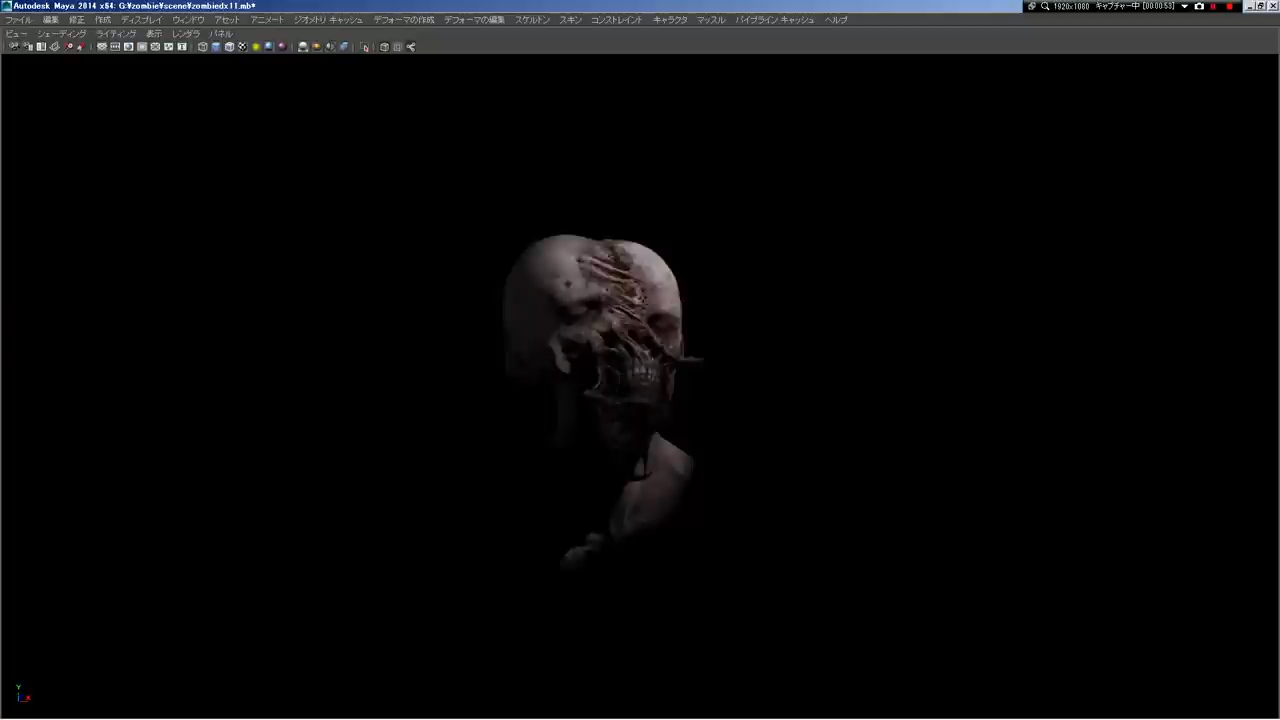 Autodesk Maya 2014 x64: G:¥zombie¥scene¥zombiedx11.mb*
1920x1080 キャプチャー中 [00:00:53]
ファイル 編集 修正 作成 ディスプレイ ウィンドウ アセット アニメート ジオメトリ キャッシュ デフォーマの作成 デフォーマの編集 スケルトン スキン コンストレイント キャラクタ マッスル パイプライン キャッシュ ヘルプ
ビュー シェーディング ライティング 表示 レンダラ パネル
Y
X